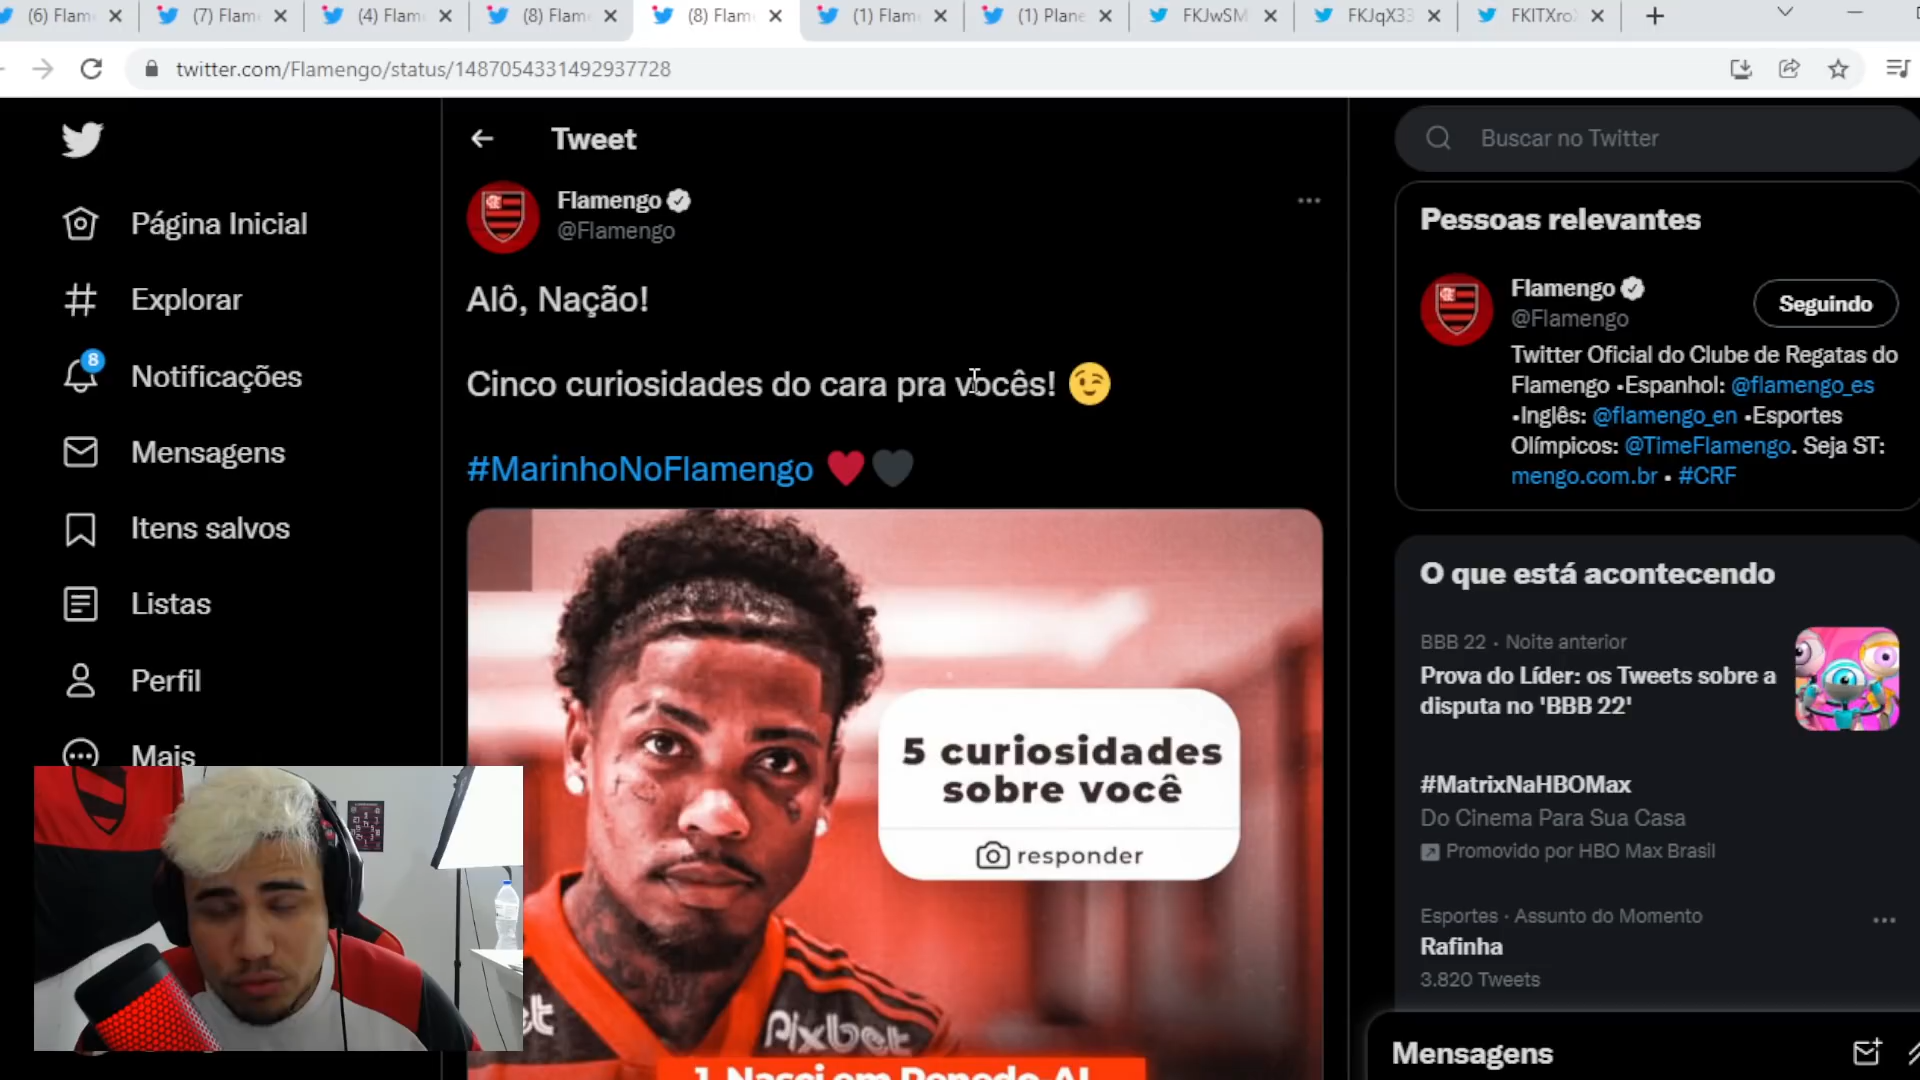 (6) Flam
(7) Flam
(4) Flam
(8) Flam
(8) Flam
(1) Flam
(1) Plane
FKJwSM
FKJqX33
FKITXro
twitter.com/Flamengo/status/1487054331492937728
Tweet
Buscar no Twitter
Página Inicial
Explorar
8
Notificações
Mensagens
Itens salvos
Listas
Perfil
Mais
Flamengo
@Flamengo
Alô, Nação!
Cinco curiosidades do cara pra vocês! 😉
#MarinhoNoFlamengo ❤️🖤
5 curiosidades
sobre você
responder
Pixbet
1. Nasci em Penedo-AL
Pessoas relevantes
Flamengo
@Flamengo
Seguindo
Twitter Oficial do Clube de Regatas do
Flamengo •Espanhol: @flamengo_es
•Inglês: @flamengo_en •Esportes
Olímpicos: @TimeFlamengo. Seja ST:
mengo.com.br • #CRF
O que está acontecendo
BBB 22 · Noite anterior
Prova do Líder: os Tweets sobre a
disputa no 'BBB 22'
#MatrixNaHBOMax
Do Cinema Para Sua Casa
Promovido por HBO Max Brasil
Esportes · Assunto do Momento
Rafinha
3.820 Tweets
Mensagens